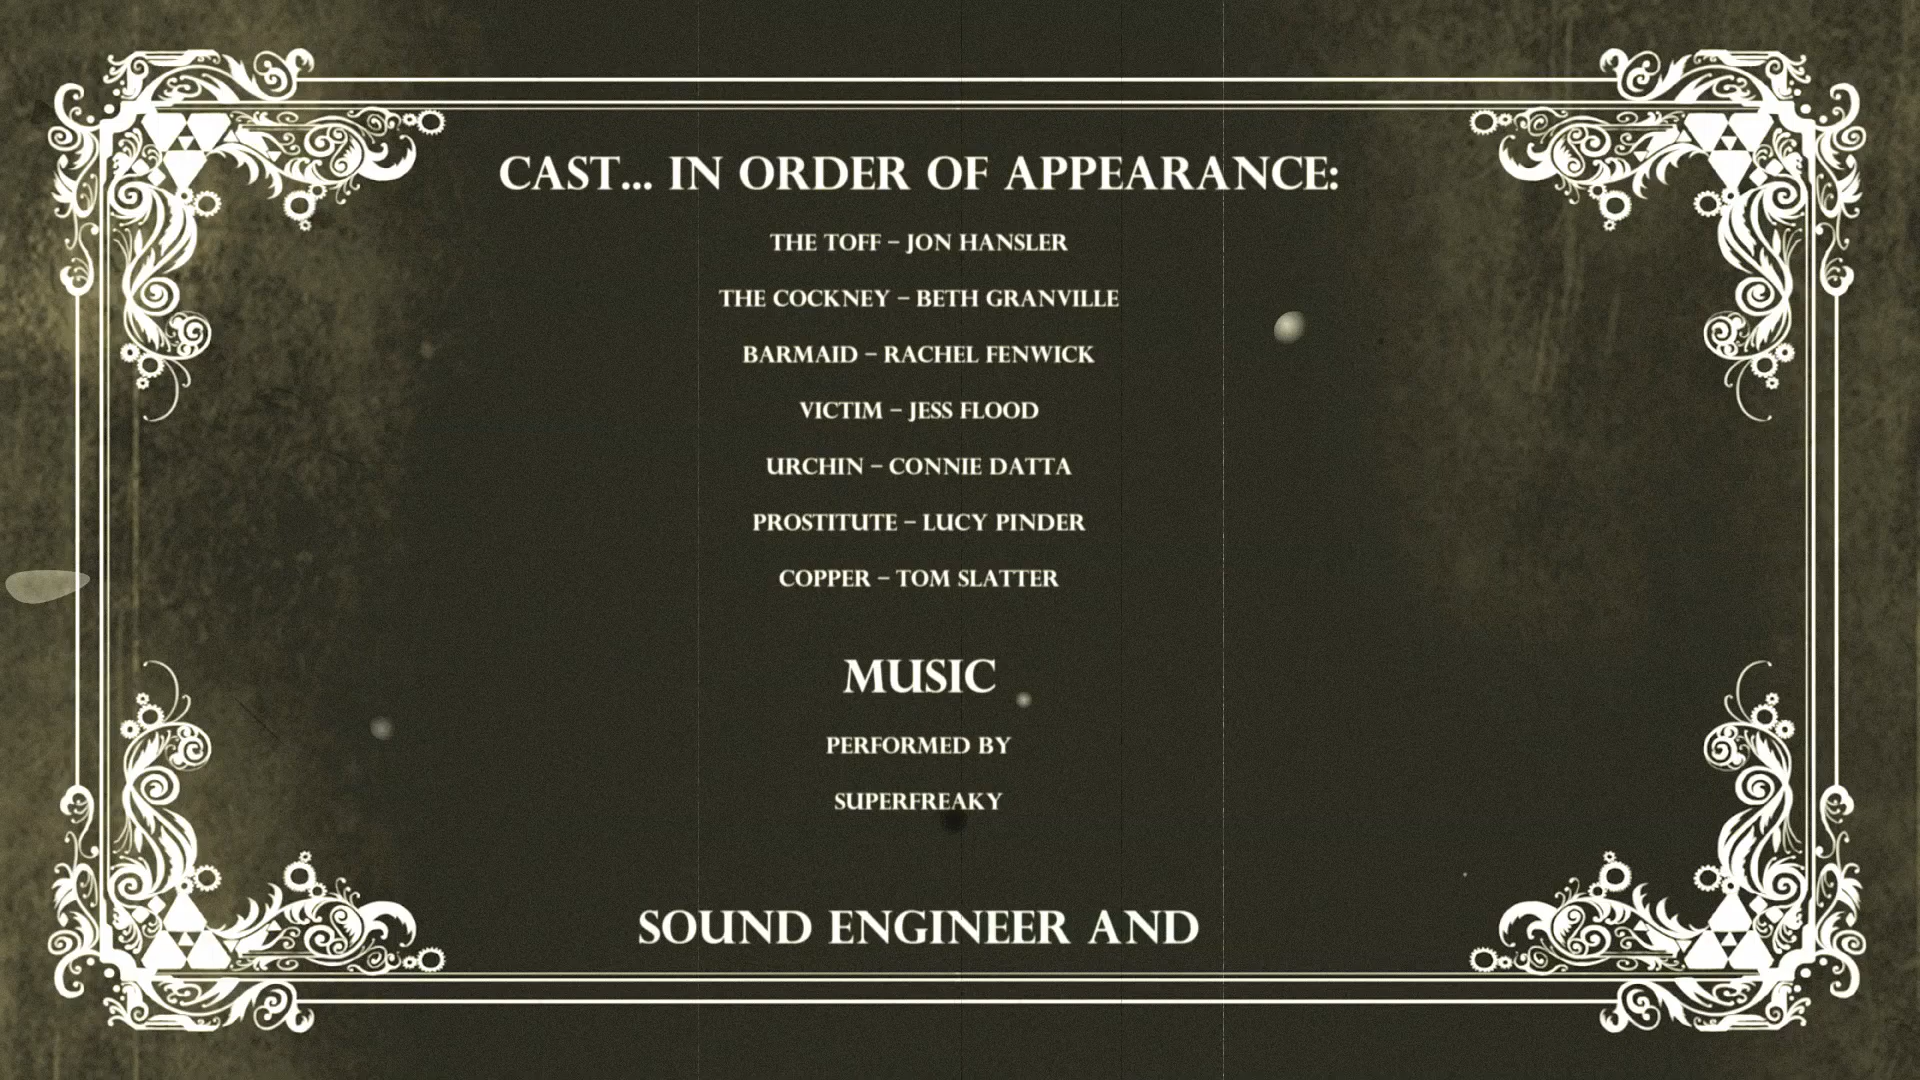 CAST... IN ORDER OF APPEARANCE:
THE TOFF – JON HANSLER
THE COCKNEY – BETH GRANVILLE
BARMAID – RACHEL FENWICK
VICTIM – JESS FLOOD
URCHIN – CONNIE DATTA
PROSTITUTE – LUCY PINDER
COPPER – TOM SLATTER
MUSIC
PERFORMED BY
SUPERFREAKY
SOUND ENGINEER AND